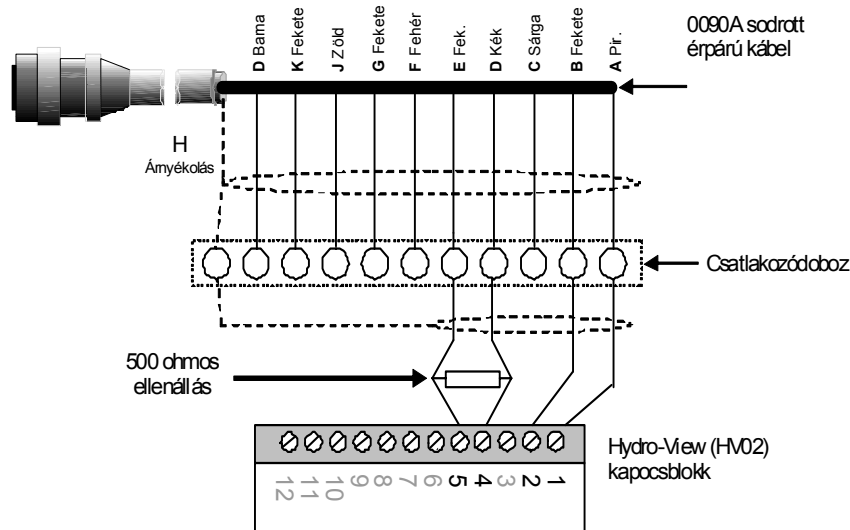 D Barna
K Fekete
J Zöld
G Fekete
F Fehér
E Fek.
D Kék
C Sárga
B Fekete
A Pir.
0090A sodrott
érpárú kábel
H
Árnyékolás
Csatlakozódoboz
500 ohmos
ellenállás
Hydro-View (HV02)
kapocsblokk
12
11
10
9
8
7
6
5
4
3
2
1